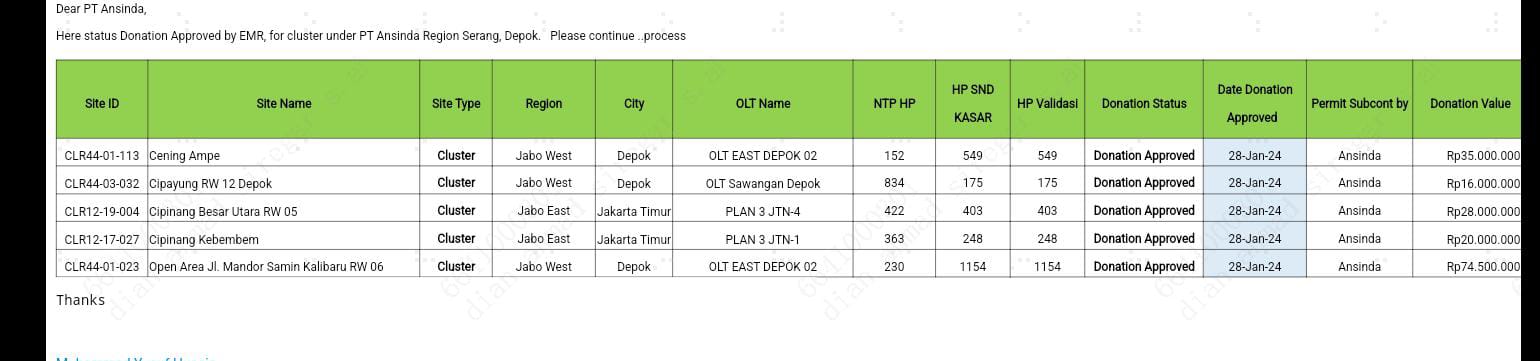 Dear PT Ansinda,
Here status Donation Approved by EMR, for cluster under PT Ansinda Region Serang, Depok. Please continue ..process
Site ID Site Name Site Type Region City OLT Name NTP HP HP SND KASAR HP Validasi Donation Status Date Donation Approved Permit Subcont by Donation Value
CLR44-01-113 Cening Ampe Cluster Jabo West Depok OLT EAST DEPOK 02 152 549 549 Donation Approved 28-Jan-24 Ansinda Rp35.000.000
CLR44-03-032 Cipayung RW 12 Depok Cluster Jabo West Depok OLT Sawangan Depok 834 175 175 Donation Approved 28-Jan-24 Ansinda Rp16.000.000
CLR12-19-004 Cipinang Besar Utara RW 05 Cluster Jabo East Jakarta Timur PLAN 3 JTN-4 422 403 403 Donation Approved 28-Jan-24 Ansinda Rp28.000.000
CLR12-17-027 Cipinang Kebembem Cluster Jabo East Jakarta Timur PLAN 3 JTN-1 363 248 248 Donation Approved 28-Jan-24 Ansinda Rp20.000.000
CLR44-01-023 Open Area Jl. Mandor Samin Kalibaru RW 06 Cluster Jabo West Depok OLT EAST DEPOK 02 230 1154 1154 Donation Approved 28-Jan-24 Ansinda Rp74.500.000
Thanks